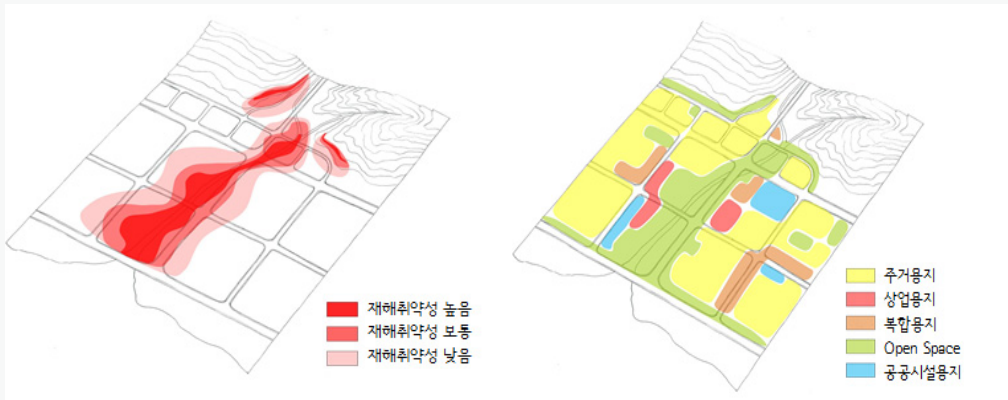 재해취약성 높음
재해취약성 보통
재해취약성 낮음
주거용지
상업용지
복합용지
Open Space
공공시설용지